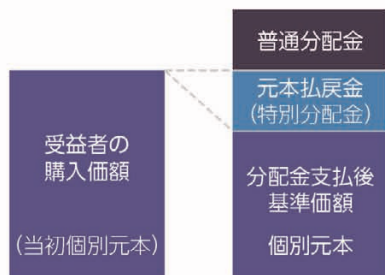 受益者の
購入価額
(当初個別元本)
普通分配金
元本払戻金
(特別分配金)
分配金支払後
基準価額
個別元本